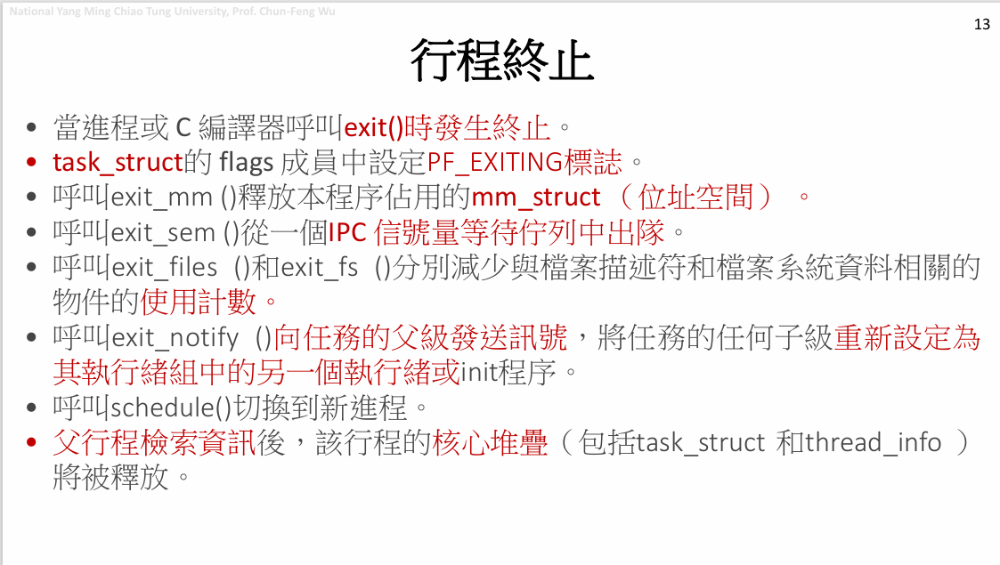 National Yang Ming Chiao Tung University, Prof. Chun-Feng Wu
13
行程終止
• 當進程或 C 編譯器呼叫exit()時發生終止。
• task_struct的 flags 成員中設定PF_EXITING標誌。
• 呼叫exit_mm ()釋放本程序佔用的mm_struct （位址空間） 。
• 呼叫exit_sem ()從一個IPC 信號量等待佇列中出隊。
• 呼叫exit_files ()和exit_fs ()分別減少與檔案描述符和檔案系統資料相關的
物件的使用計數。
• 呼叫exit_notify ()向任務的父級發送訊號，將任務的任何子級重新設定為
其執行緒組中的另一個執行緒或init程序。
• 呼叫schedule()切換到新進程。
• 父行程檢索資訊後，該行程的核心堆疊（包括task_struct 和thread_info ）
將被釋放。